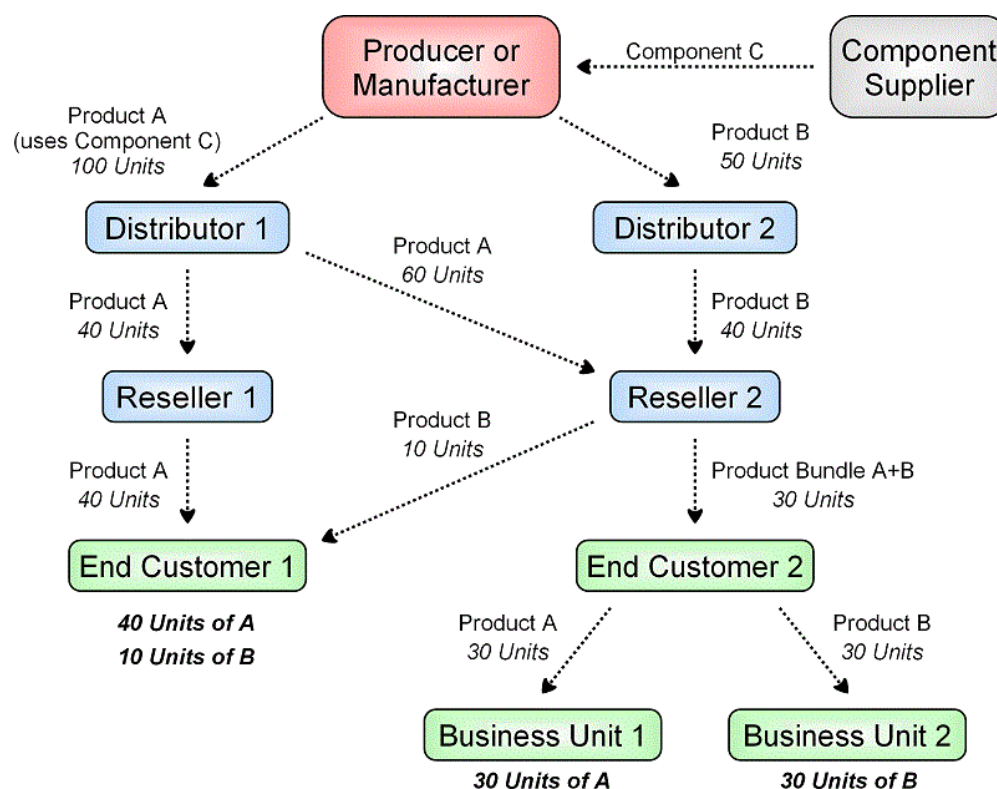 Producer or
Manufacturer
Component C
Component
Supplier
Product A
(uses Component C)
100 Units
Product B
50 Units
Distributor 1
Distributor 2
Product A
60 Units
Product A
40 Units
Product B
40 Units
Reseller 1
Reseller 2
Product B
10 Units
Product A
40 Units
Product Bundle A+B
30 Units
End Customer 1
End Customer 2
40 Units of A
10 Units of B
Product A
30 Units
Product B
30 Units
Business Unit 1
Business Unit 2
30 Units of A
30 Units of B